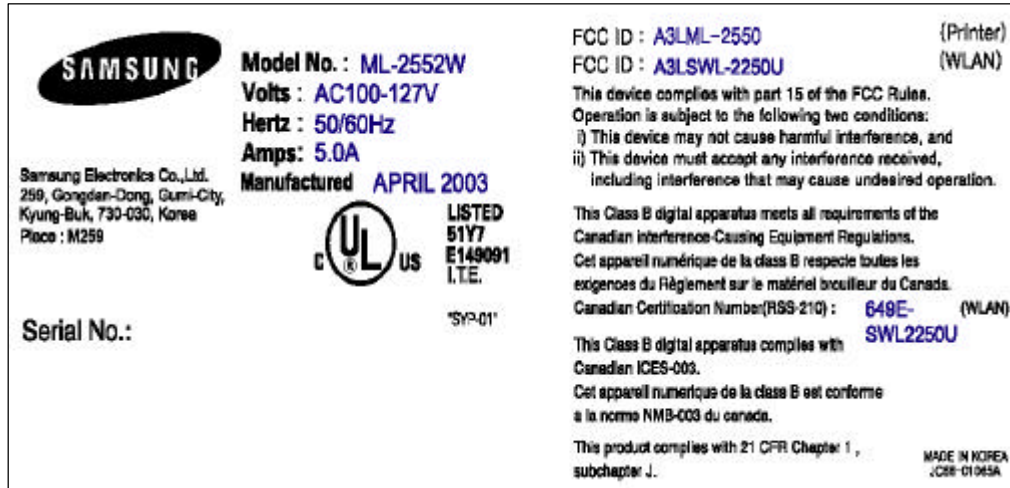 SAMSUNG
Samsung Electronics Co.,Ltd.
259, Gongdan-Dong, Gumi-City,
Kyung-Buk, 730-030, Korea
Place : M259
Serial No.:
Model No. : ML-2552W
Volts : AC100-127V
Hertz : 50/60Hz
Amps: 5.0A
Manufactured APRIL 2003
C UL ® US
LISTED
51Y7
E149091
I.T.E.
"SYP-01"
FCC ID : A3LML-2550 (Printer)
FCC ID : A3LSWL-2250U (WLAN)
This device complies with part 15 of the FCC Rules.
Operation is subject to the following two conditions:
i) This device may not cause harmful interference, and
ii) This device must accept any interference received,
including interference that may cause undesired operation.
This Class B digital apparatus meets all requirements of the
Canadian interference-Causing Equipment Regulations.
Cet appareil numérique de la class B respecte toutes les
exigences du Règlement sur le matériel brouilleur du Canada.
Canadian Certification Number(RSS-210) : 649E- (WLAN)
SWL2250U
This Class B digital apparatus complies with
Canadian ICES-003.
Cet appareil numerique de la class B est conforme
a la norme NMB-003 du canada.
This product complies with 21 CFR Chapter 1 ,
subchapter J.
MADE IN KOREA
JC68-01065A